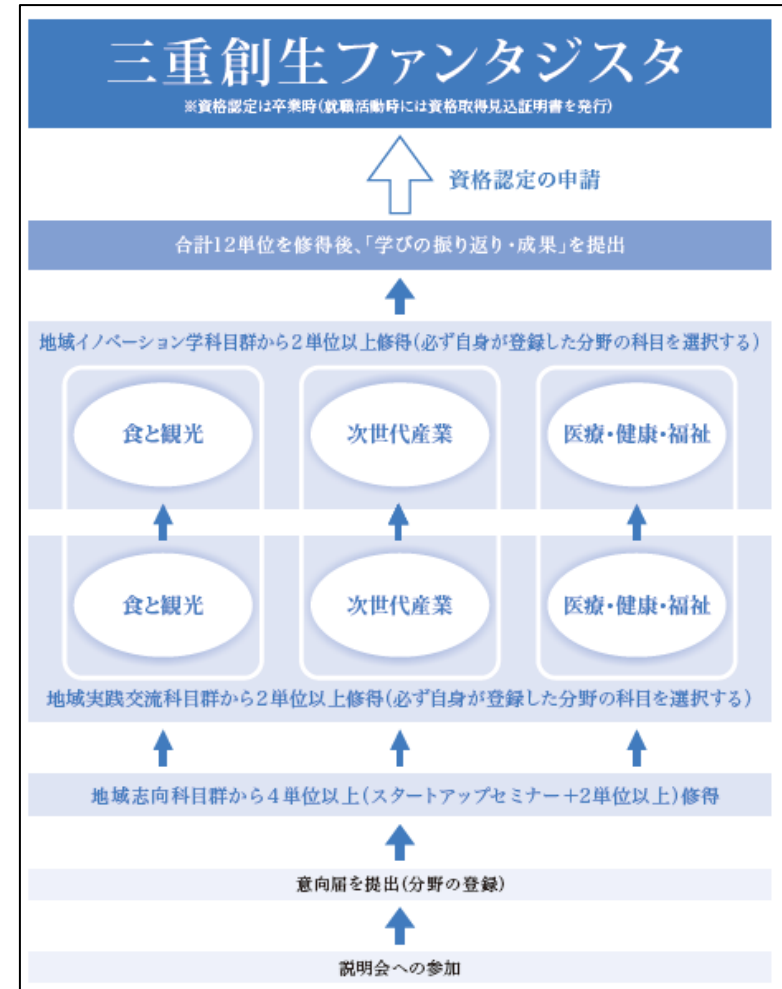 三重創生ファンタジスタ
※資格認定は卒業時(就職活動時には資格取得見込証明書を発行)
資格認定の申請
合計12単位を修得後、「学びの振り返り・成果」を提出
地域イノベーション学科目群から2単位以上修得(必ず自身が登録した分野の科目を選択する)
食と観光
次世代産業
医療・健康・福祉
食と観光
次世代産業
医療・健康・福祉
地域実践交流科目群から2単位以上修得(必ず自身が登録した分野の科目を選択する)
地域志向科目群から4単位以上(スタートアップセミナー+2単位以上)修得
意向届を提出(分野の登録)
説明会への参加